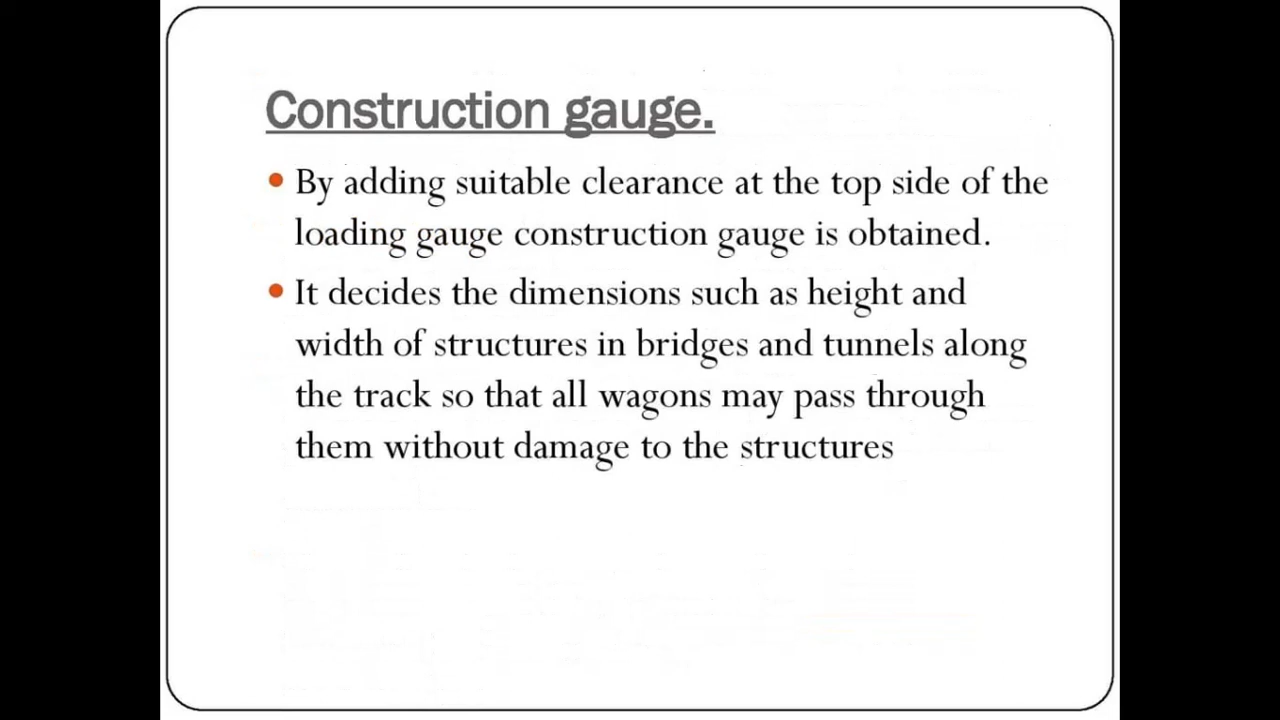 Construction gauge.
• By adding suitable clearance at the top side of the
loading gauge construction gauge is obtained.
• It decides the dimensions such as height and
width of structures in bridges and tunnels along
the track so that all wagons may pass through
them without damage to the structures